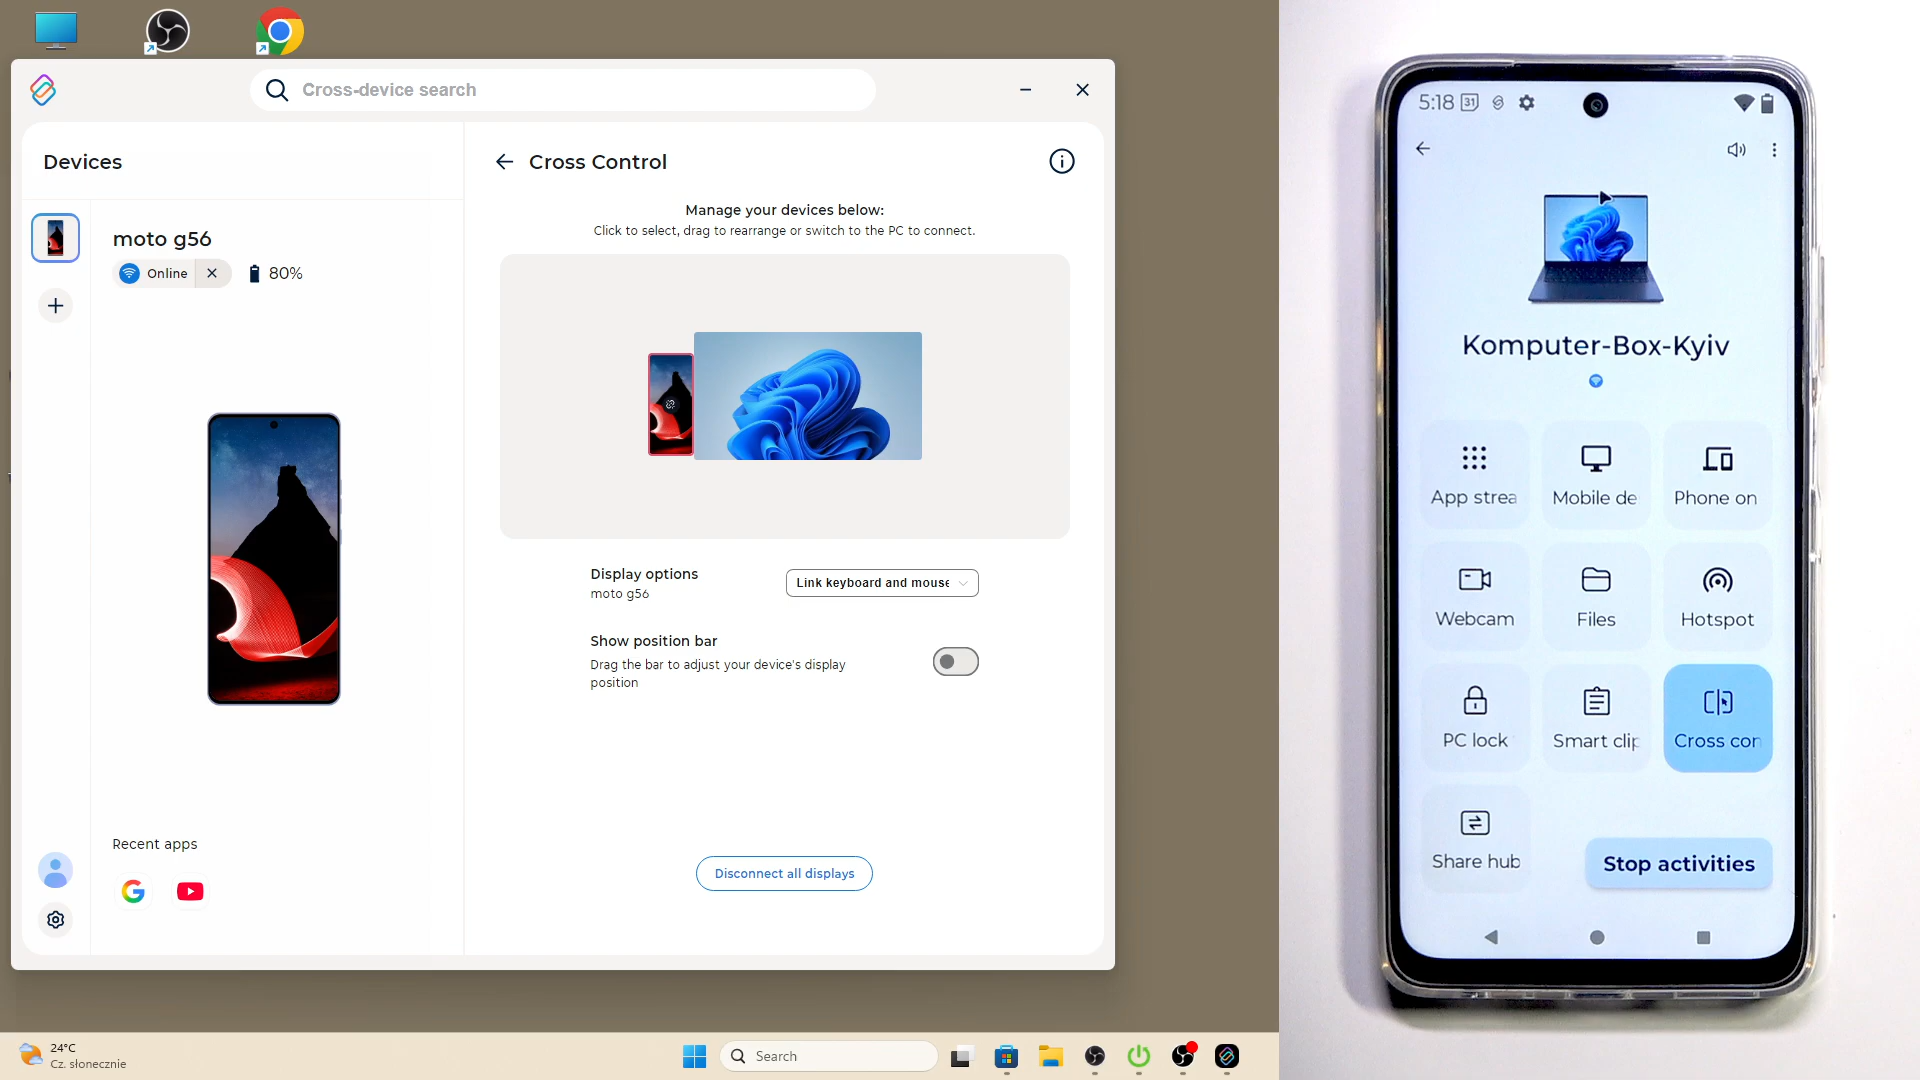 Cross-device search
Devices
moto g56
Online
80%
Recent apps
Cross Control
Manage your devices below:
Click to select, drag to rearrange or switch to the PC to connect.
Display options
moto g56
Link keyboard and mouse
Show position bar
Drag the bar to adjust your device's display
position
Disconnect all displays
24°C
Cz. słonecznie
Search
5:18
31
Komputer-Box-Kyiv
App strea
Mobile de
Phone on
Webcam
Files
Hotspot
PC lock
Smart clip
Cross con
Share hub
Stop activities